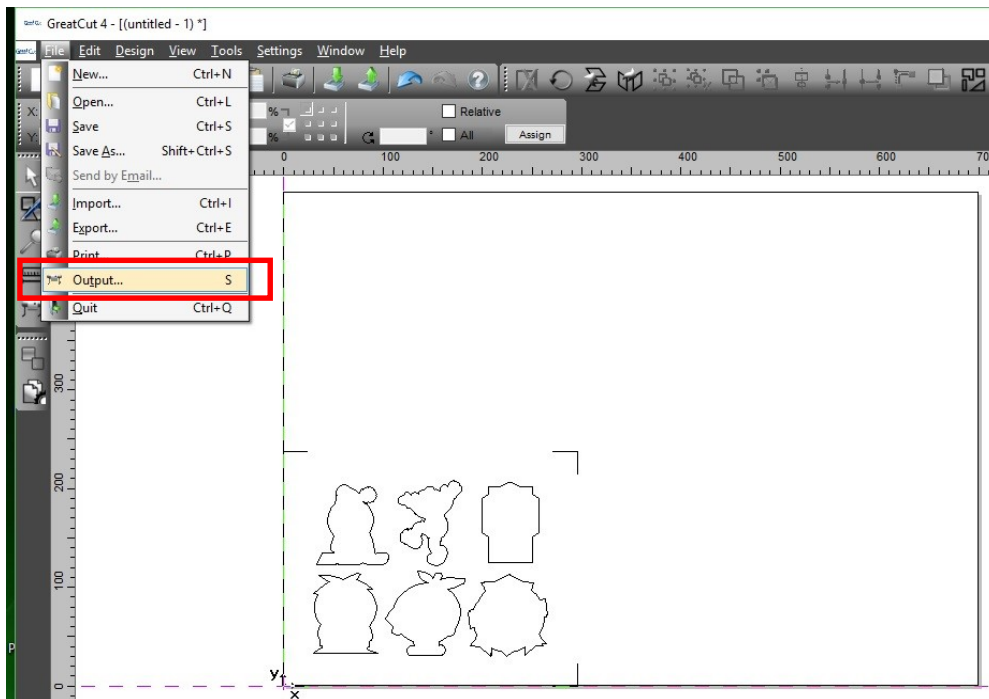 GreatCut 4 - [(untitled - 1) *]
File Edit Design View Tools Settings Window Help
New... Ctrl+N
Open... Ctrl+L
Save Ctrl+S
Save As... Shift+Ctrl+S
Send by Email...
Import... Ctrl+I
Export... Ctrl+E
Print Ctrl+P
Output... S
Quit Ctrl+Q
X:
Y:
%
%
°
Relative
All
Assign
0 100 200 300 400 500 600 70
300
200
100
0
Y
X
P